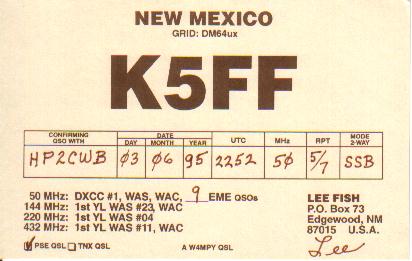 NEW MEXICO
GRID: DM64ux
K5FF
CONFIRMING QSO WITH DATE DAY MONTH YEAR UTC MHz RPT MODE 2-WAY
HP2CWB 03 06 95 2252 50 5/7 SSB
50 MHz: DXCC #1, WAS, WAC, 9 EME QSOs
144 MHz: 1st YL WAS #23, WAC
220 MHz: 1st YL WAS #04
432 MHz: 1st YL WAS #11, WAC
PSE QSL TNX QSL A W4MPY QSL
LEE FISH
P.O. Box 73
Edgewood, NM
87015 U.S.A.
Lee